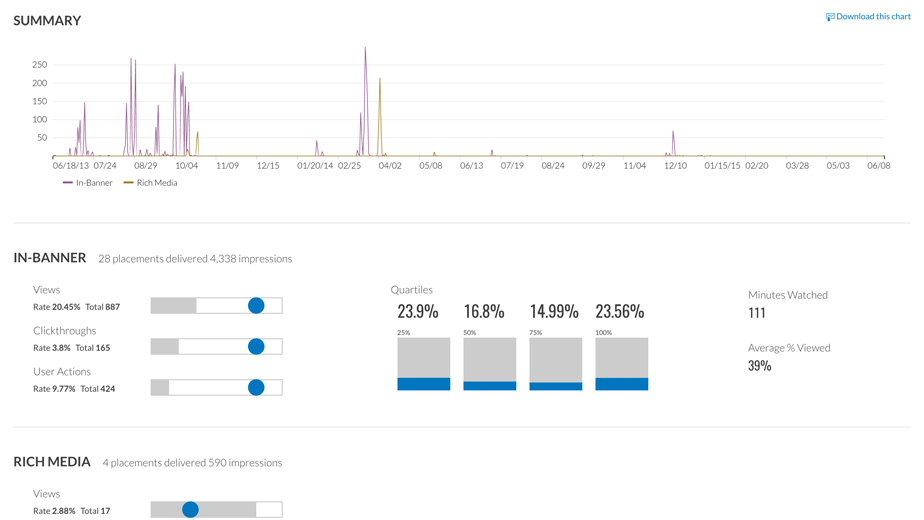 SUMMARY
Download this chart
250
200
150
100
50
06/18/13 07/24 08/29 10/04 11/09 12/15 01/20/14 02/25 04/02 05/08 06/13 07/19 08/24 09/29 11/04 12/10 01/15/15 02/20 03/28 05/03 06/08
In-Banner Rich Media
IN-BANNER 28 placements delivered 4,338 impressions
Views
Rate 20.45% Total 887
Clickthroughs
Rate 3.8% Total 165
User Actions
Rate 9.77% Total 424
Quartiles
23.9% 16.8% 14.99% 23.56%
25% 50% 75% 100%
Minutes Watched
111
Average % Viewed
39%
RICH MEDIA 4 placements delivered 590 impressions
Views
Rate 2.88% Total 17